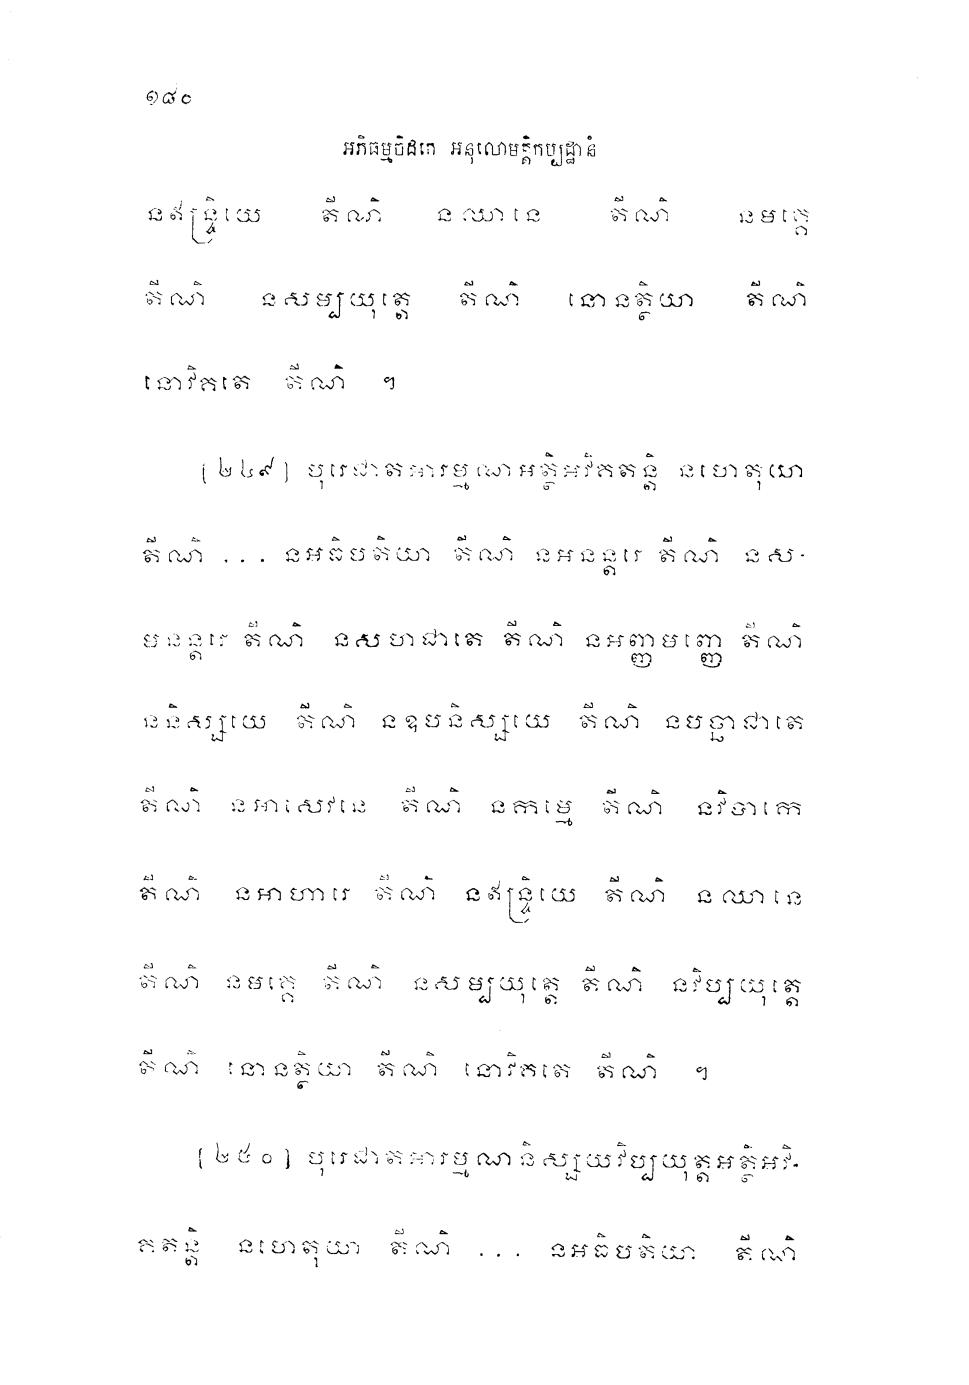 ១៨០
អភិធម្មបិដកេ អនុលោមត្តិកប្បដ្ឋានំ
នឥន្ទ្រិយេ តីណិ នឈានេ តីណិ នមគ្គេ
តីណិ នសម្បយុត្តេ តីណិ នោនត្ថិយា តីណិ
នោវិគតេ តីណិ ។
[២៤៩] បុរេជាតអារម្មណអត្ថិអវិគតន្តិ នហេតុយា
តីណិ ... នអធិបតិយា តីណិ នអនន្តរេ តីណិ នស-
មនន្តរេ តីណិ នសហជាតេ តីណិ នអញ្ញមញ្ញេ តីណិ
ននិស្សយេ តីណិ នឧបនិស្សយេ តីណិ នបច្ឆាជាតេ
តីណិ នអាសេវនេ តីណិ នកម្មេ តីណិ នវិបាកេ
តីណិ នអាហារេ តីណិ នឥន្ទ្រិយេ តីណិ នឈានេ
តីណិ នមគ្គេ តីណិ នសម្បយុត្តេ តីណិ នវិប្បយុត្តេ
តីណិ នោនត្ថិយា តីណិ នោវិគតេ តីណិ ។
[២៥០] បុរេជាតអារម្មណនិស្សយវិប្បយុត្តអត្ថិអវិ-
គតន្តិ នហេតុយា តីណិ ... នអធិបតិយា តីណិ